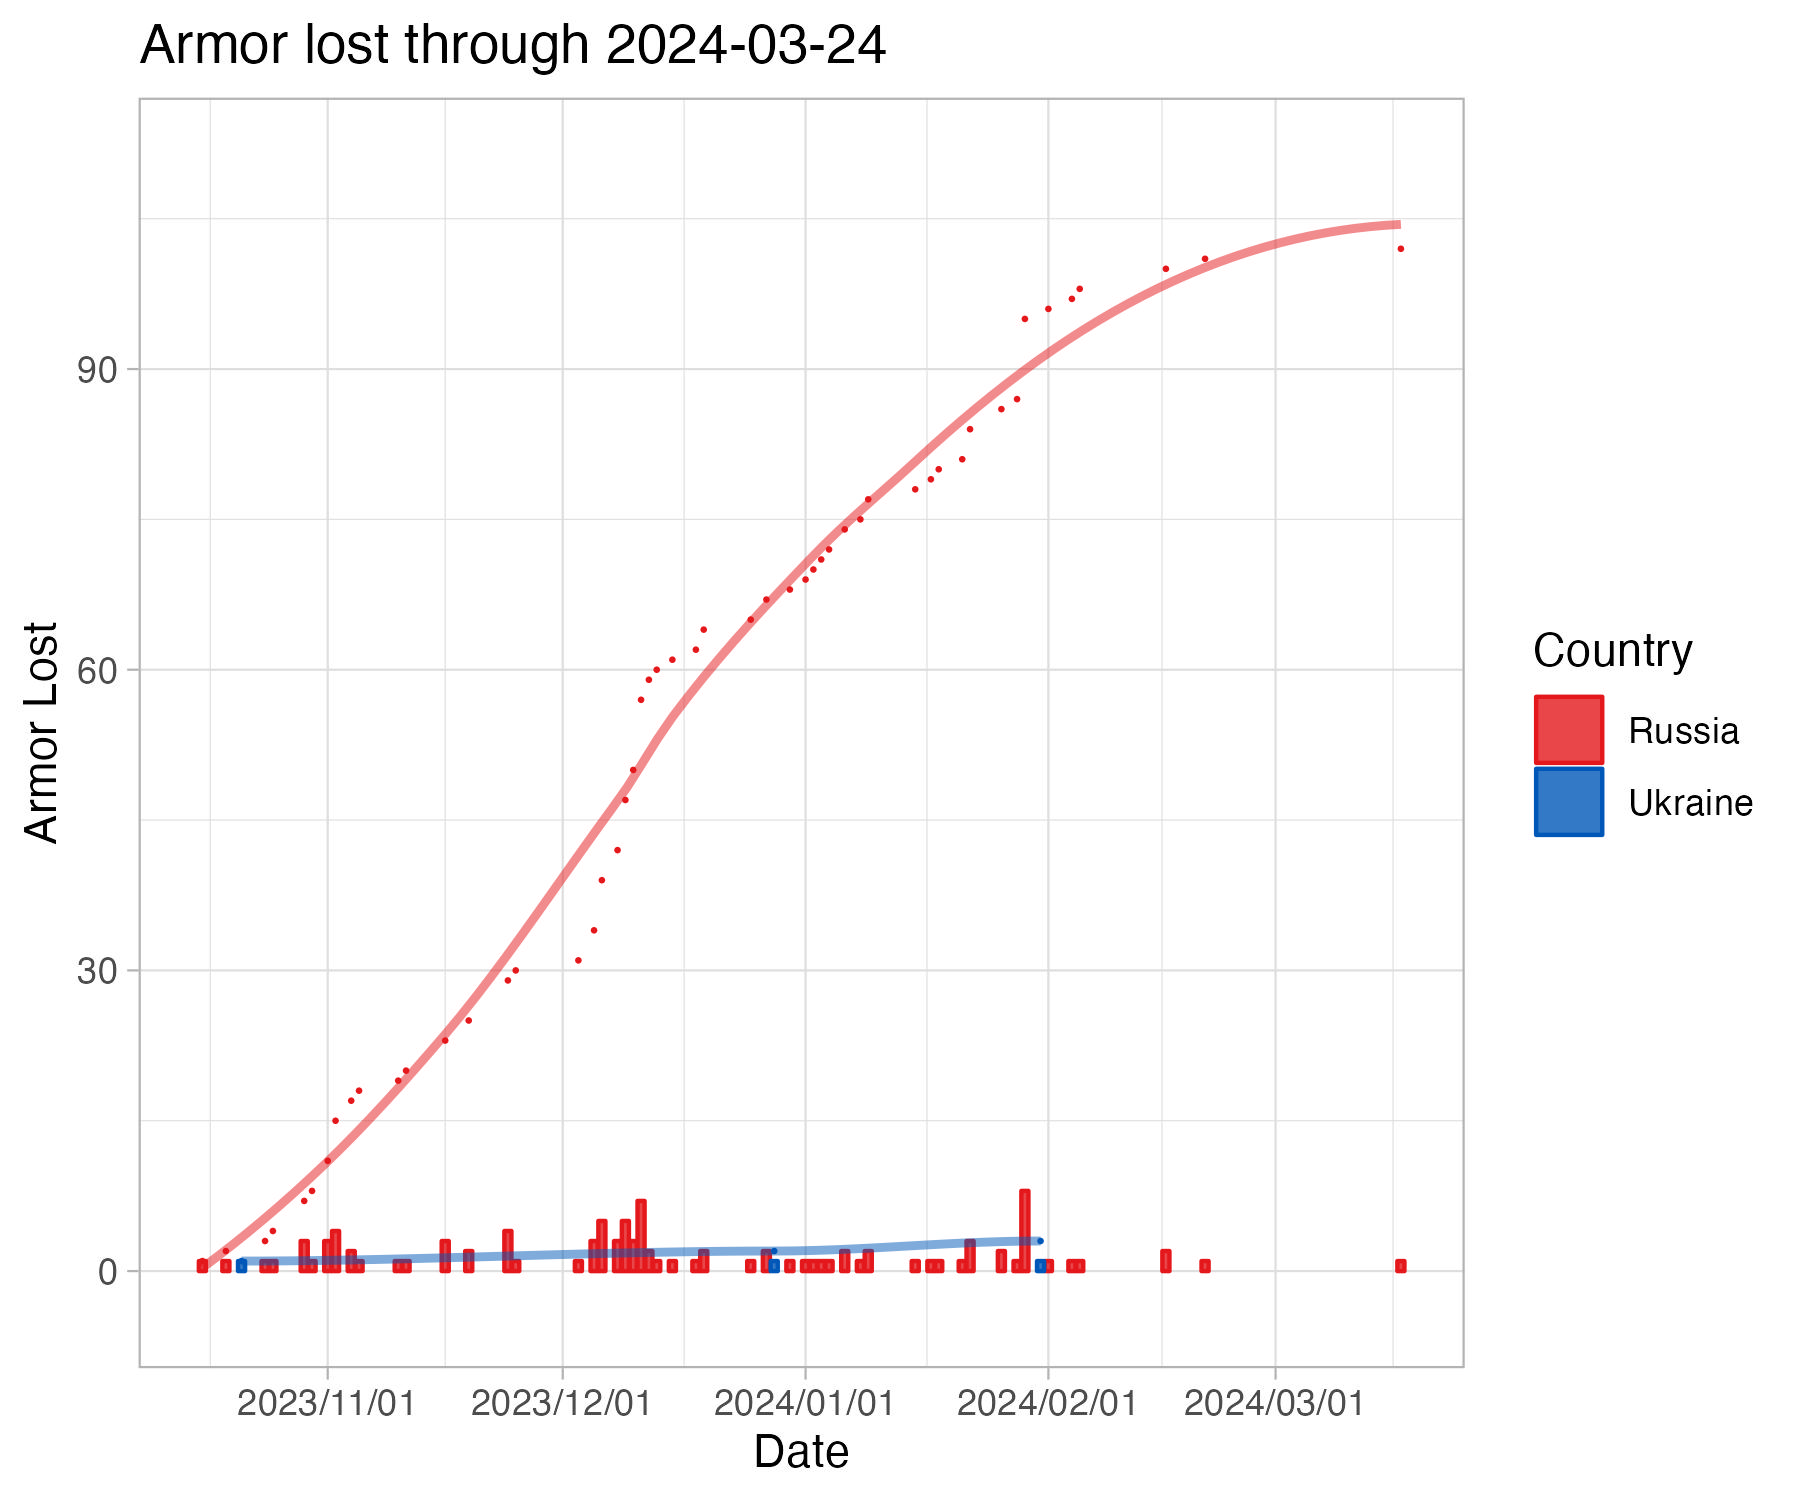 Armor lost through 2024-03-24
Armor Lost
90
60
30
0
2023/11/01
2023/12/01
2024/01/01
2024/02/01
2024/03/01
Date
Country
Russia
Ukraine